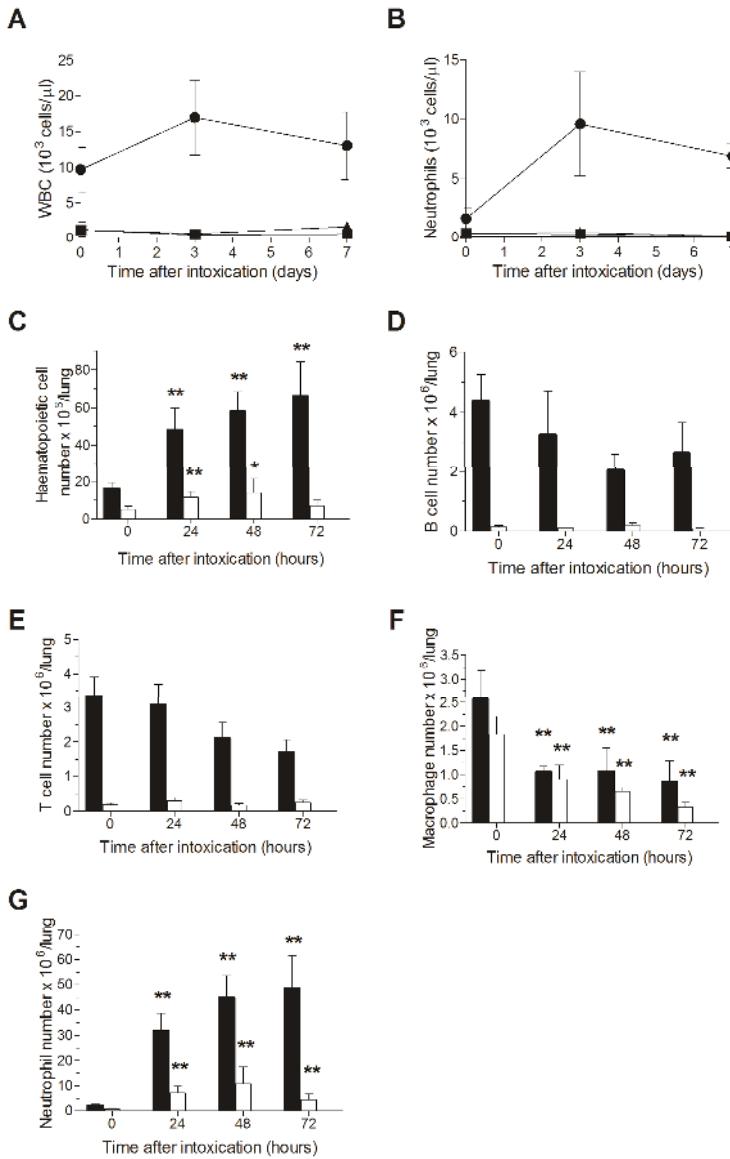 A
WBC (10³ cells/µl)
25
20
15
10
5
0
0 1 2 3 4 5 6 7
Time after intoxication (days)
B
Neutrophils (10³ cells/µl)
15
10
5
0
0 1 2 3 4 5 6
Time after intoxication (days)
C
Haematopoietic cell
number x 10⁵/lung
80
60
40
20
0
** ** ** ** *
0 24 48 72
Time after intoxication (hours)
D
B cell number x 10⁶/lung
6
4
2
0
0 24 48 72
Time after intoxication (hours)
E
T cell number x 10⁶/lung
5
4
3
2
1
0
0 24 48 72
Time after intoxication (hours)
F
Macrophage number x 10⁵/lung
3.5
3.0
2.5
2.0
1.5
1.0
0.5
0.0
** ** ** ** ** **
0 24 48 72
Time after intoxication (hours)
G
Neutrophil number x 10⁶/lung
70
60
50
40
30
20
10
0
** ** ** ** ** **
0 24 48 72
Time after intoxication (hours)